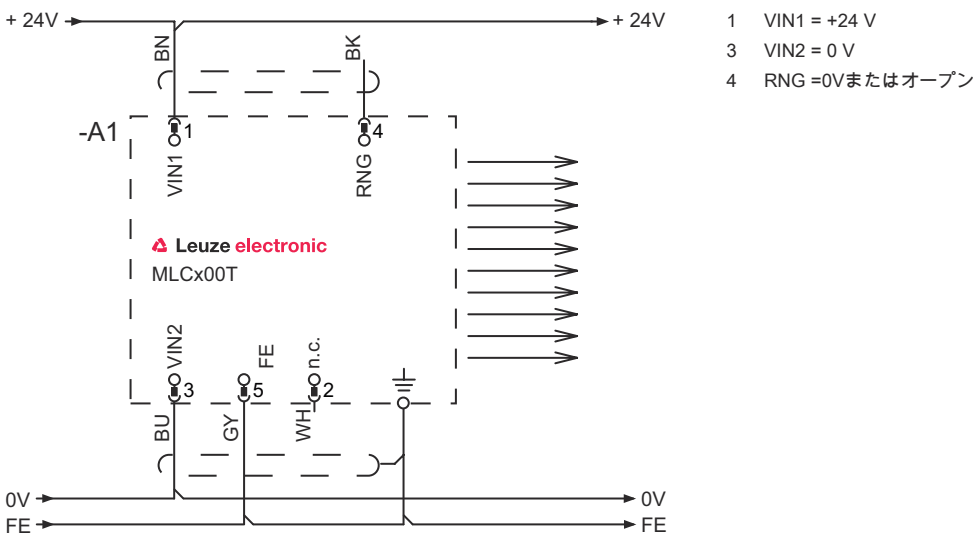 + 24V
+ 24V
1 VIN1 = +24 V
3 VIN2 = 0 V
4 RNG =0Vまたはオープン
BN
BK
-A1
1
4
VIN1
RNG
Leuze electronic
MLCx00T
VIN2
FE
n.c.
3
5
2
BU
GY
WH
0V
0V
FE
FE